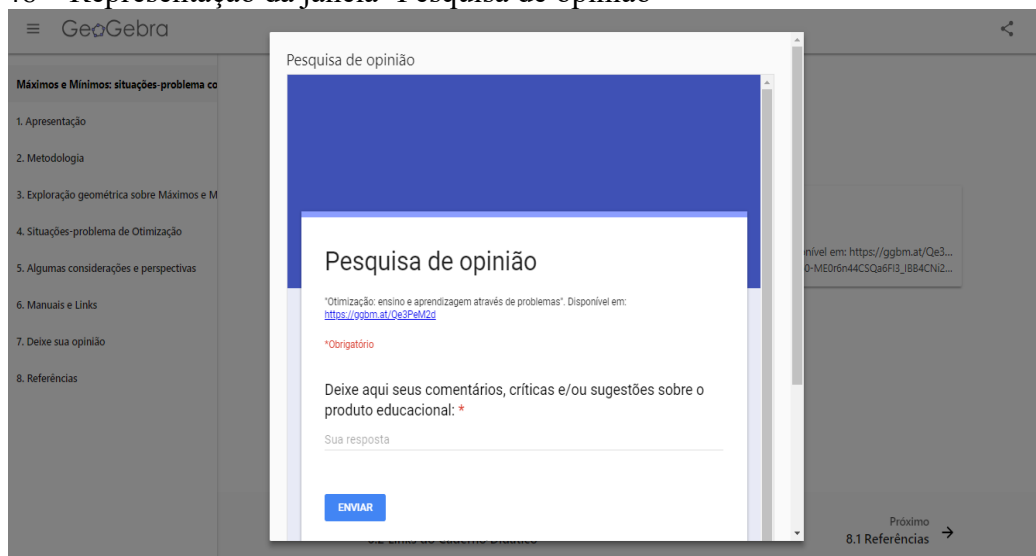 48 – Representação da janela "Pesquisa de opinião"
GeoGebra
Máximos e Mínimos: situações-problema co
1. Apresentação
2. Metodologia
3. Exploração geométrica sobre Máximos e M
4. Situações-problema de Otimização
5. Algumas considerações e perspectivas
6. Manuais e Links
7. Deixe sua opinião
8. Referências
Pesquisa de opinião
Pesquisa de opinião
"Otimização: ensino e aprendizagem através de problemas". Disponível em:
https://ggbm.at/Qe3PeM2d
*Obrigatório
Deixe aqui seus comentários, críticas e/ou sugestões sobre o
produto educacional: *
Sua resposta
ENVIAR
onível em: https://ggbm.at/Qe3...
Próximo
8.1 Referências